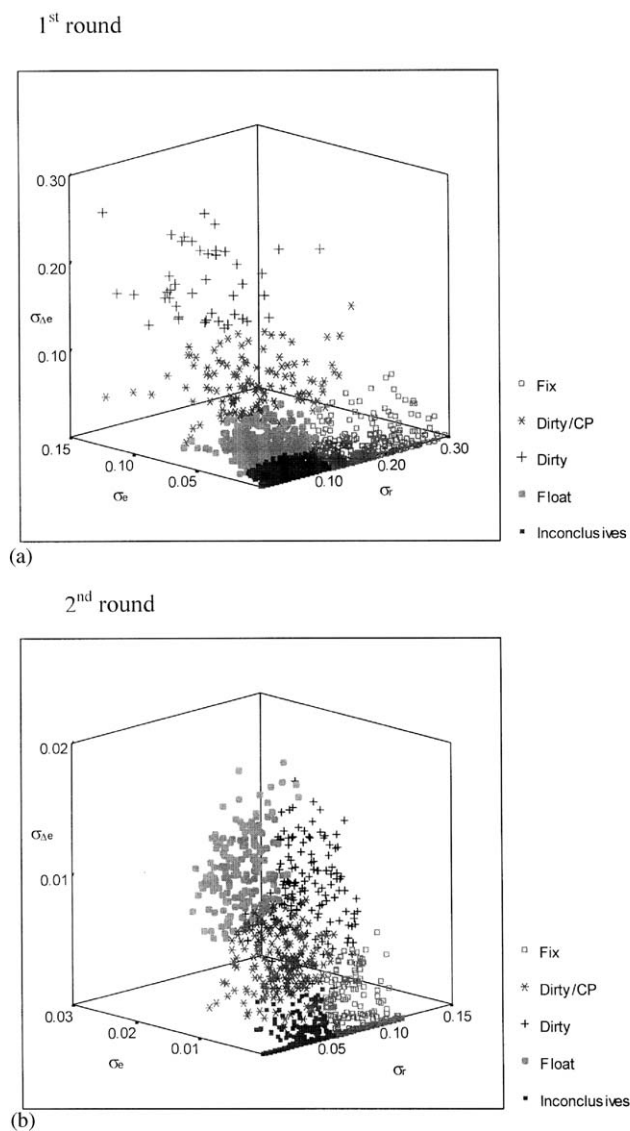 1st round
0.30
0.20
σΔe
0.10
0.15
0.10
σe
0.05
0.10
0.20
σr
0.30
Fix
Dirty/CP
Dirty
Float
Inconclusives
(a)
2nd round
0.02
σΔe
0.01
0.03
0.02
σe
0.01
0.05
0.10
σr
0.15
Fix
Dirty/CP
Dirty
Float
Inconclusives
(b)